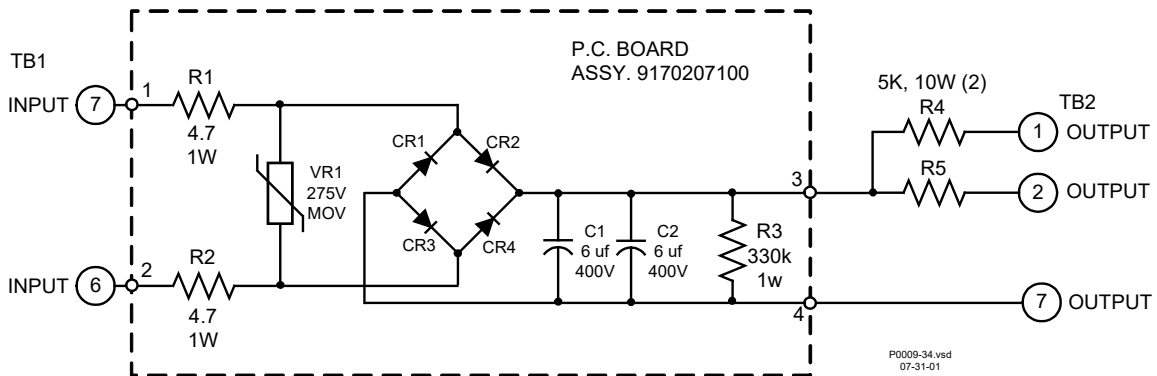 P.C. BOARD
ASSY. 9170207100
TB1
R1
5K, 10W (2)
R4
TB2
INPUT 7
1
4.7
1W
CR1
CR2
1 OUTPUT
VR1
275V
MOV
3
R5
2 OUTPUT
CR3
CR4
C1
6 uf
400V
C2
6 uf
400V
R3
330k
1w
R2
INPUT 6
2
4.7
1W
4
7 OUTPUT
P0009-34.vsd
07-31-01